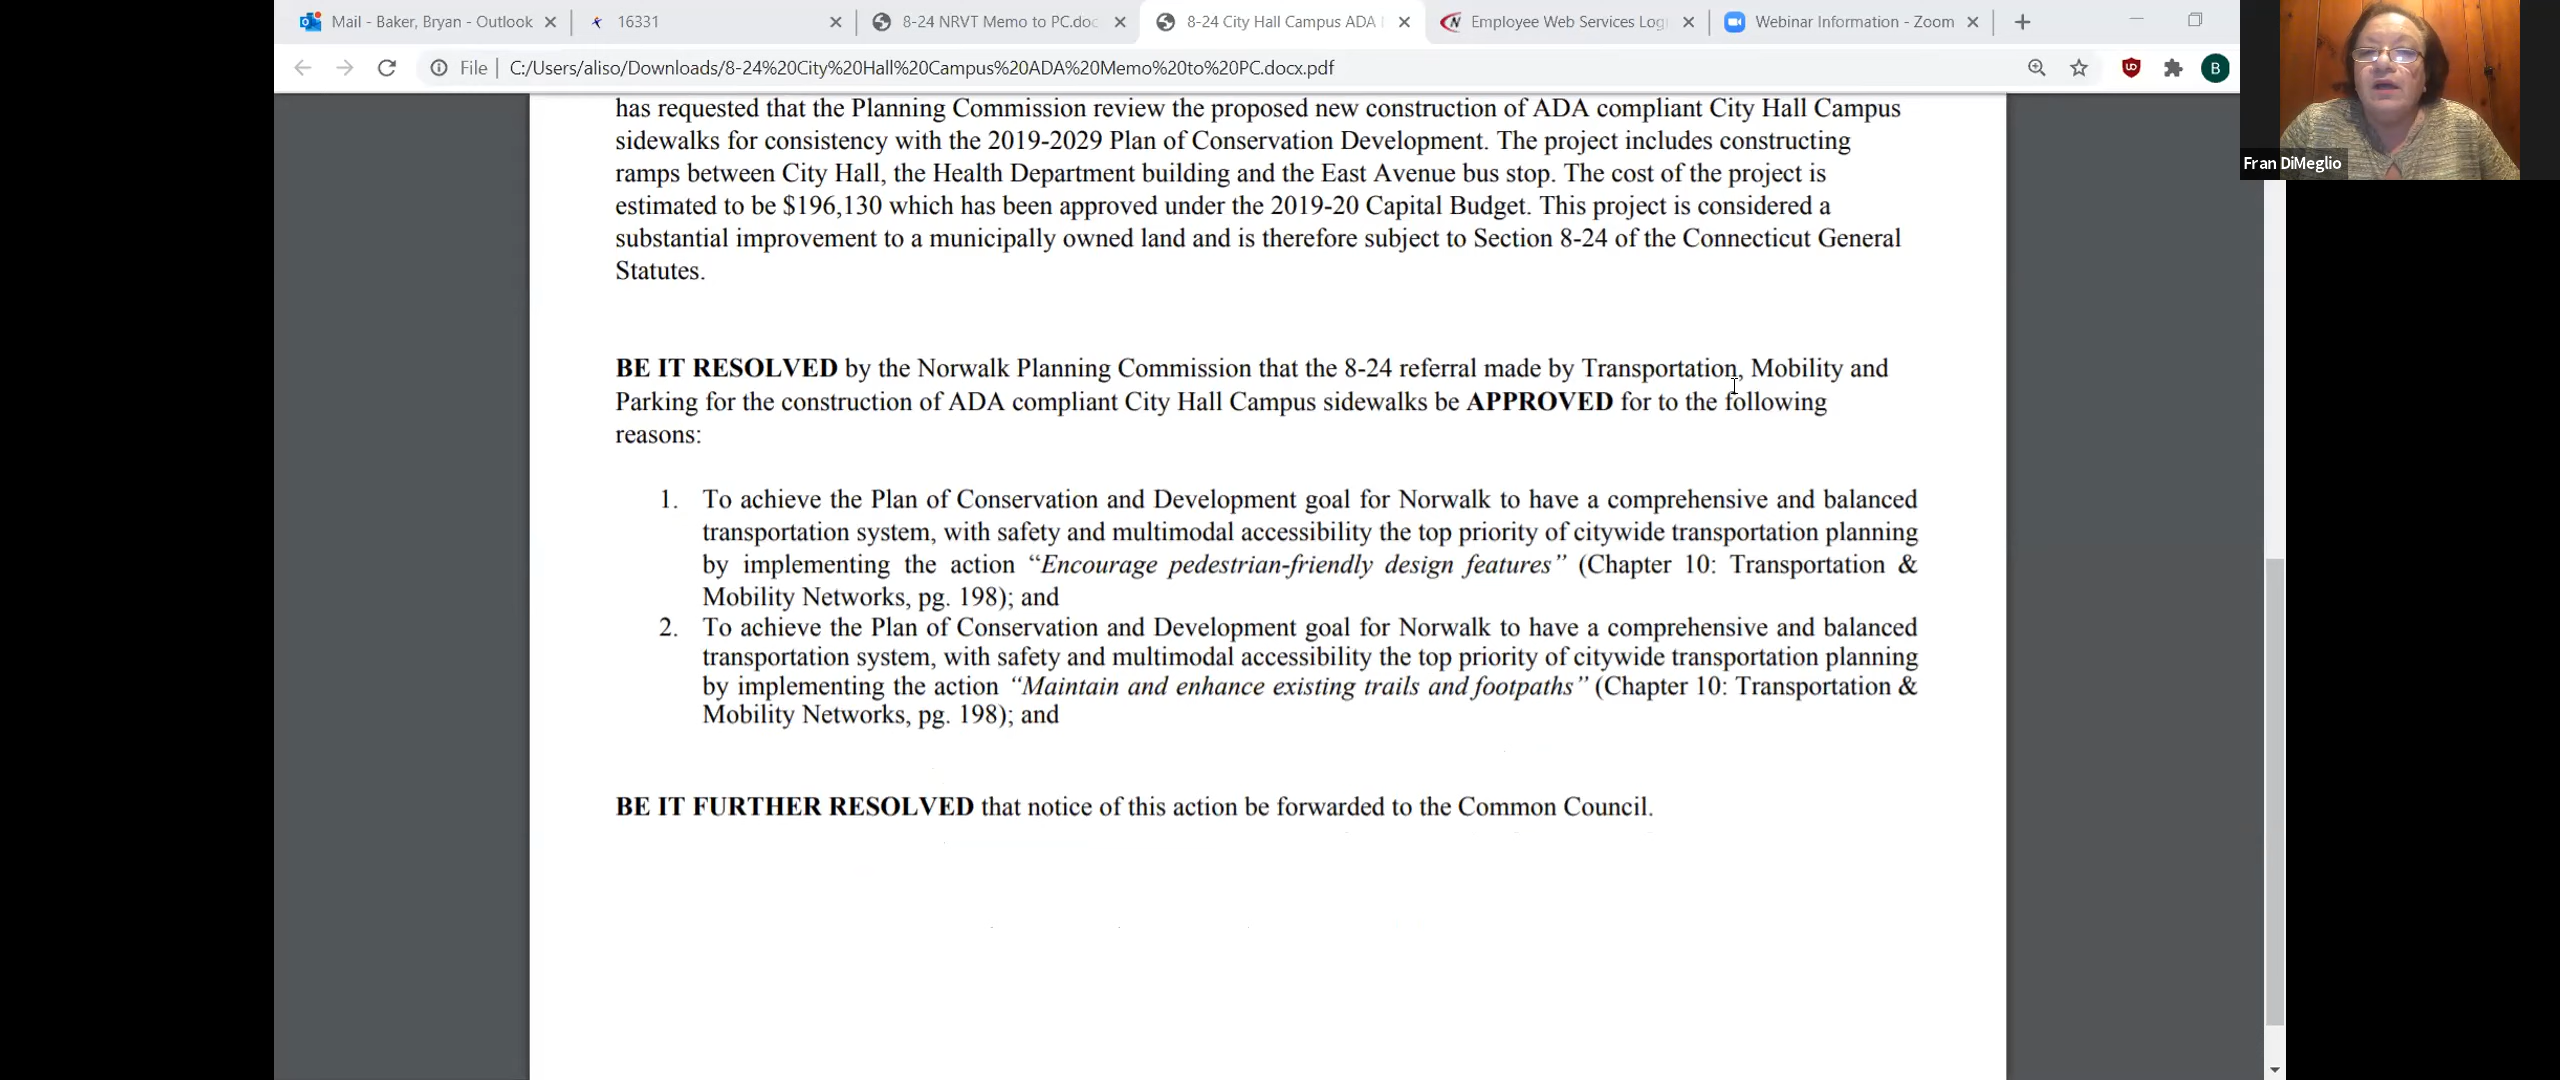 Mail - Baker, Bryan - Outlook
16331
8-24 NRVT Memo to PC.doc
8-24 City Hall Campus ADA
Employee Web Services Log
Webinar Information - Zoom
File | C:/Users/aliso/Downloads/8-24%20City%20Hall%20Campus%20ADA%20Memo%20to%20PC.docx.pdf
B
Fran DiMeglio
has requested that the Planning Commission review the proposed new construction of ADA compliant City Hall Campus
sidewalks for consistency with the 2019-2029 Plan of Conservation Development. The project includes constructing
ramps between City Hall, the Health Department building and the East Avenue bus stop. The cost of the project is
estimated to be $196,130 which has been approved under the 2019-20 Capital Budget. This project is considered a
substantial improvement to a municipally owned land and is therefore subject to Section 8-24 of the Connecticut General
Statutes.
BE IT RESOLVED by the Norwalk Planning Commission that the 8-24 referral made by Transportation, Mobility and
Parking for the construction of ADA compliant City Hall Campus sidewalks be APPROVED for to the following
reasons:
1. To achieve the Plan of Conservation and Development goal for Norwalk to have a comprehensive and balanced
transportation system, with safety and multimodal accessibility the top priority of citywide transportation planning
by implementing the action “Encourage pedestrian-friendly design features” (Chapter 10: Transportation &
Mobility Networks, pg. 198); and
2. To achieve the Plan of Conservation and Development goal for Norwalk to have a comprehensive and balanced
transportation system, with safety and multimodal accessibility the top priority of citywide transportation planning
by implementing the action “Maintain and enhance existing trails and footpaths” (Chapter 10: Transportation &
Mobility Networks, pg. 198); and
BE IT FURTHER RESOLVED that notice of this action be forwarded to the Common Council.